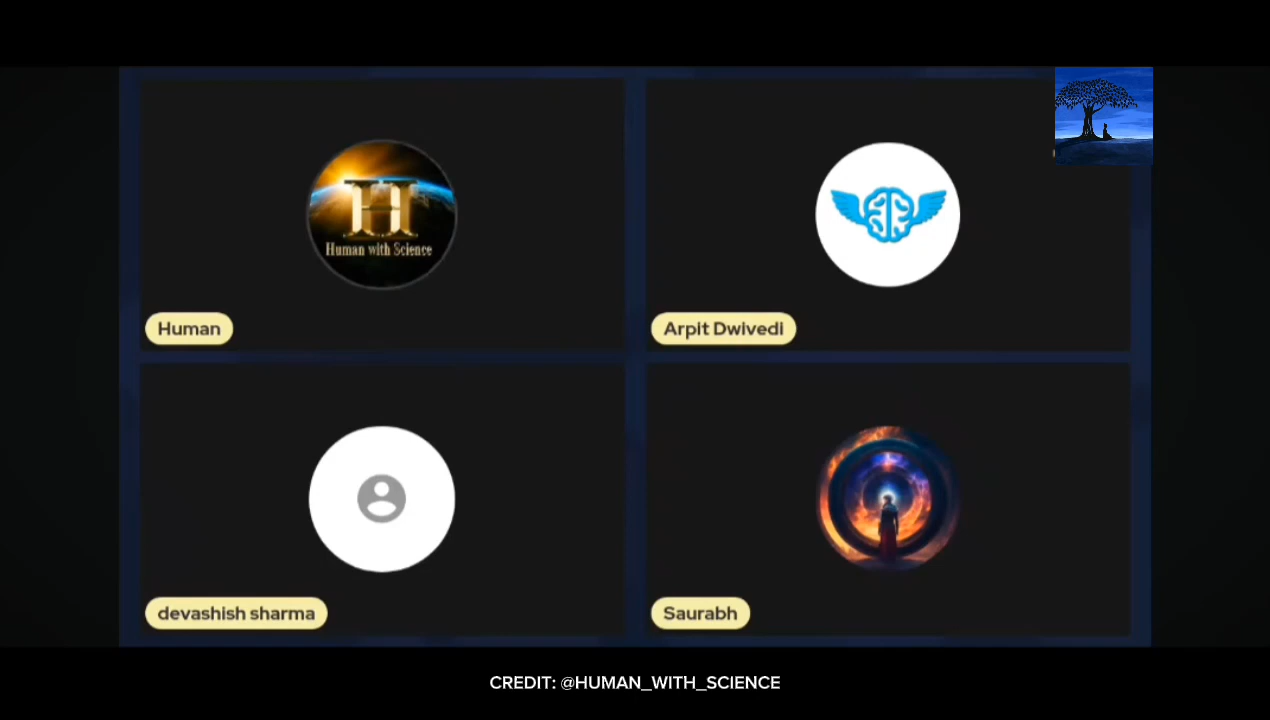 H
Human with Science
Human
Arpit Dwivedi
devashish sharma
Saurabh
CREDIT: @HUMAN_WITH_SCIENCE